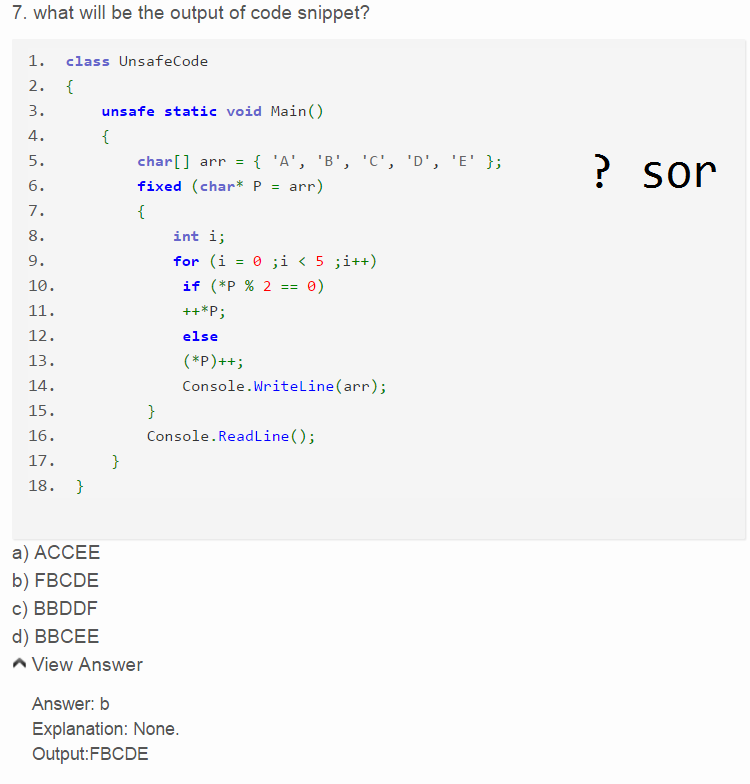 7. what will be the output of code snippet?
1. class UnsafeCode
2. {
3. unsafe static void Main()
4. {
5. char[] arr = { 'A', 'B', 'C', 'D', 'E' };
? sor
6. fixed (char* P = arr)
7. {
8. int i;
9. for (i = 0 ;i < 5 ;i++)
10. if (*P % 2 == 0)
11. ++*P;
12. else
13. (*P)++;
14. Console.WriteLine(arr);
15. }
16. Console.ReadLine();
17. }
18. }
a) ACCEE
b) FBCDE
c) BBDDF
d) BBCEE
View Answer
Answer: b
Explanation: None.
Output:FBCDE